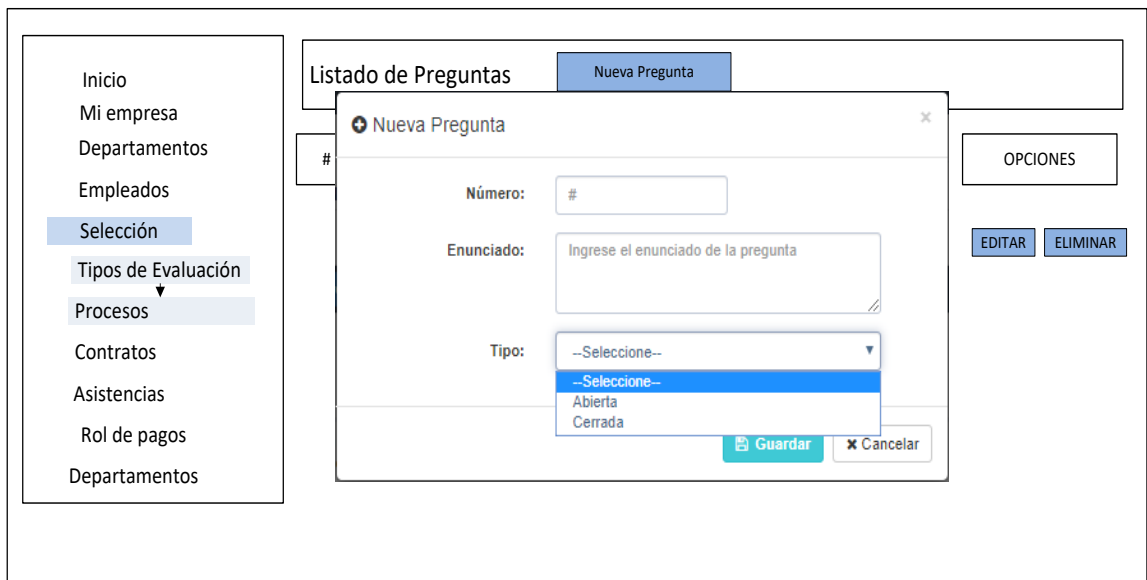 Inicio
Mi empresa
Departamentos
Empleados
Selección
Tipos de Evaluación
Procesos
Contratos
Asistencias
Rol de pagos
Departamentos
Listado de Preguntas
Nueva Pregunta
#
OPCIONES
EDITAR
ELIMINAR
Nueva Pregunta
×
Número:
#
Enunciado:
Ingrese el enunciado de la pregunta
Tipo:
--Seleccione--
--Seleccione--
Abierta
Cerrada
Guardar
Cancelar